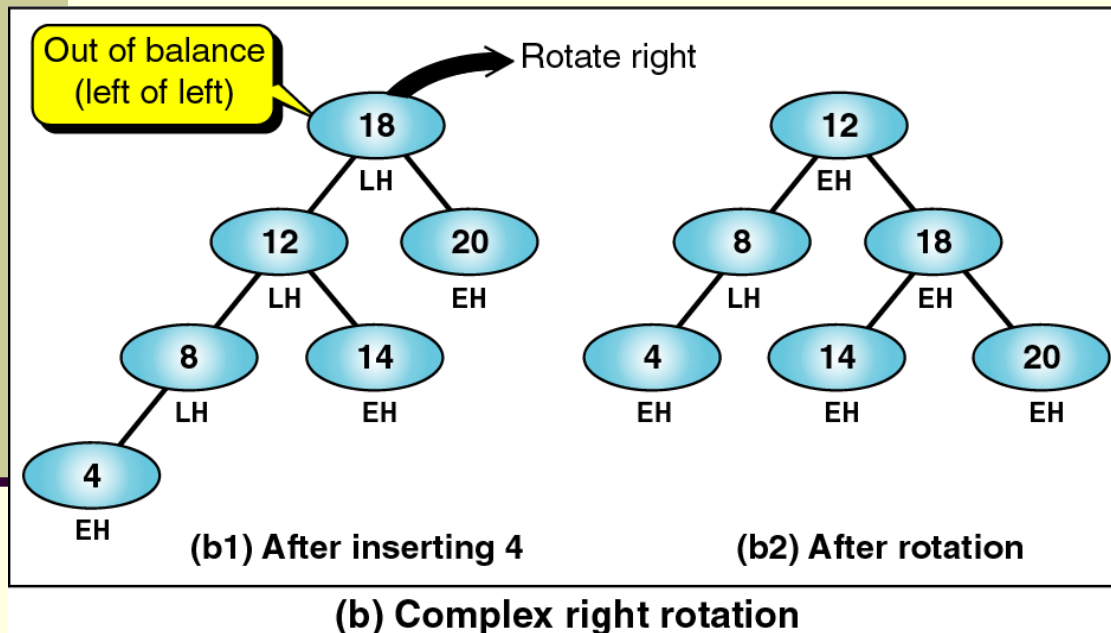 Out of balance
(left of left)
Rotate right
18
LH
12
LH
20
EH
8
LH
14
EH
4
EH
(b1) After inserting 4
12
EH
8
LH
18
EH
4
EH
14
EH
20
EH
(b2) After rotation
(b) Complex right rotation